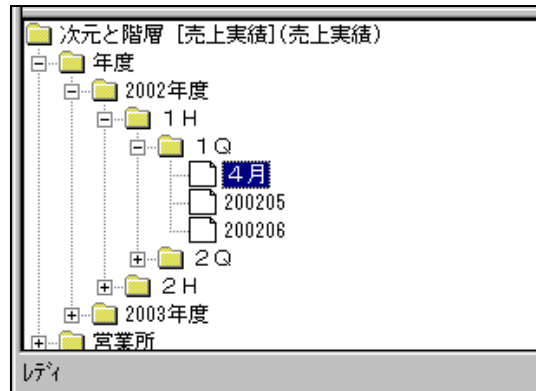 次元と階層 [売上実績](売上実績)
年度
2002年度
１Ｈ
１Ｑ
４月
200205
200206
２Ｑ
２Ｈ
2003年度
営業所
ﾚﾃﾞｨ